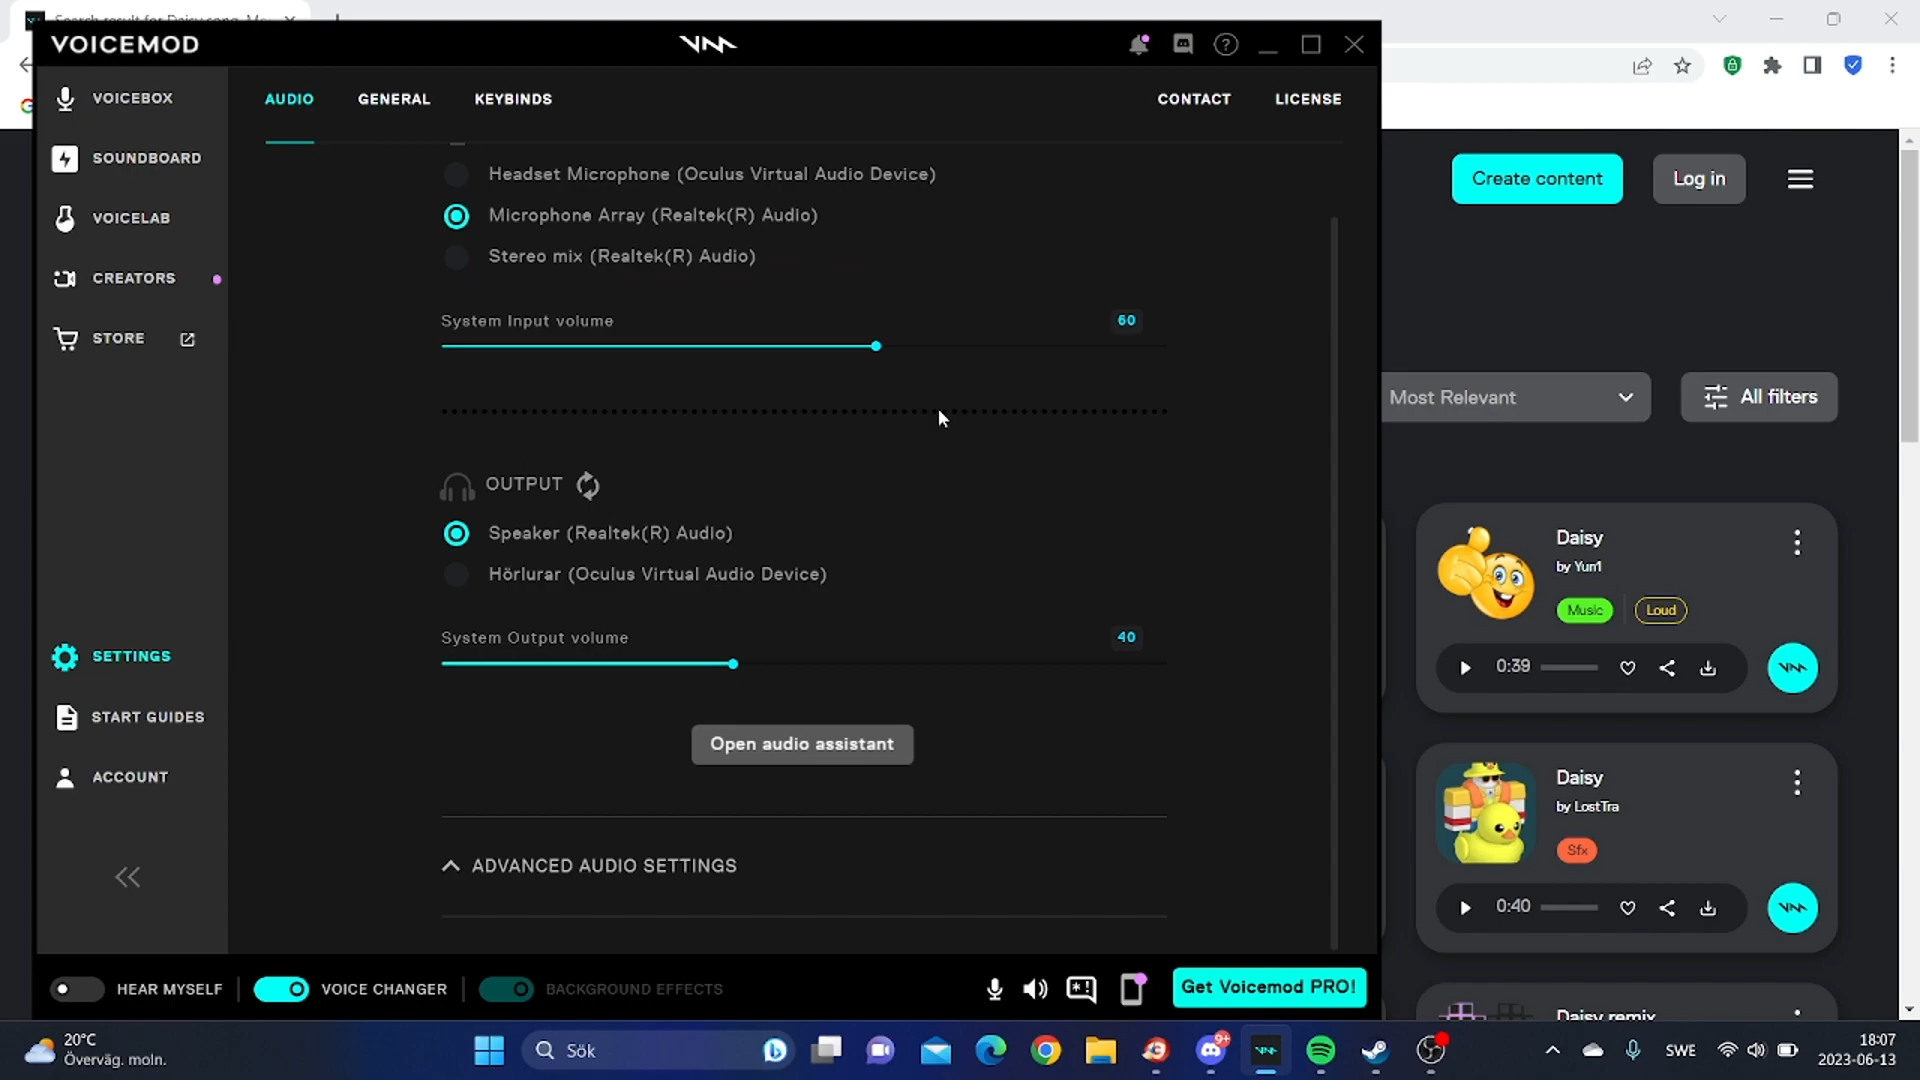 VOICEMOD
VOICEBOX
SOUNDBOARD
VOICELAB
CREATORS
STORE
SETTINGS
START GUIDES
ACCOUNT
AUDIO
GENERAL
KEYBINDS
CONTACT
LICENSE
Headset Microphone (Oculus Virtual Audio Device)
Microphone Array (Realtek(R) Audio)
Stereo mix (Realtek(R) Audio)
System Input volume
60
OUTPUT
Speaker (Realtek(R) Audio)
Hörlurar (Oculus Virtual Audio Device)
System Output volume
40
Open audio assistant
ADVANCED AUDIO SETTINGS
HEAR MYSELF
VOICE CHANGER
BACKGROUND EFFECTS
Get Voicemod PRO!
Create content
Log in
Most Relevant
All filters
Daisy
by Yun1
Music
Loud
0:39
Daisy
by LostTra
Sfx
0:40
Daisy remix
20°C
Överväg. moln.
Sök
9+
SWE
18:07
2023-06-13